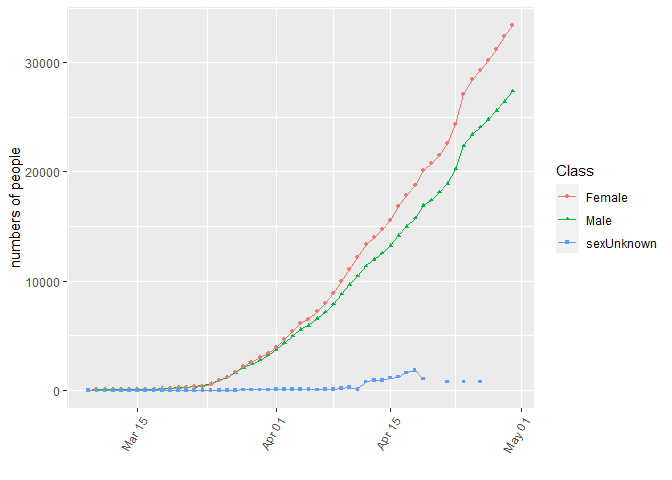 numbers of people
30000
20000
10000
0
Mar 15
Apr 01
Apr 15
May 01
Class
Female
Male
sexUnknown